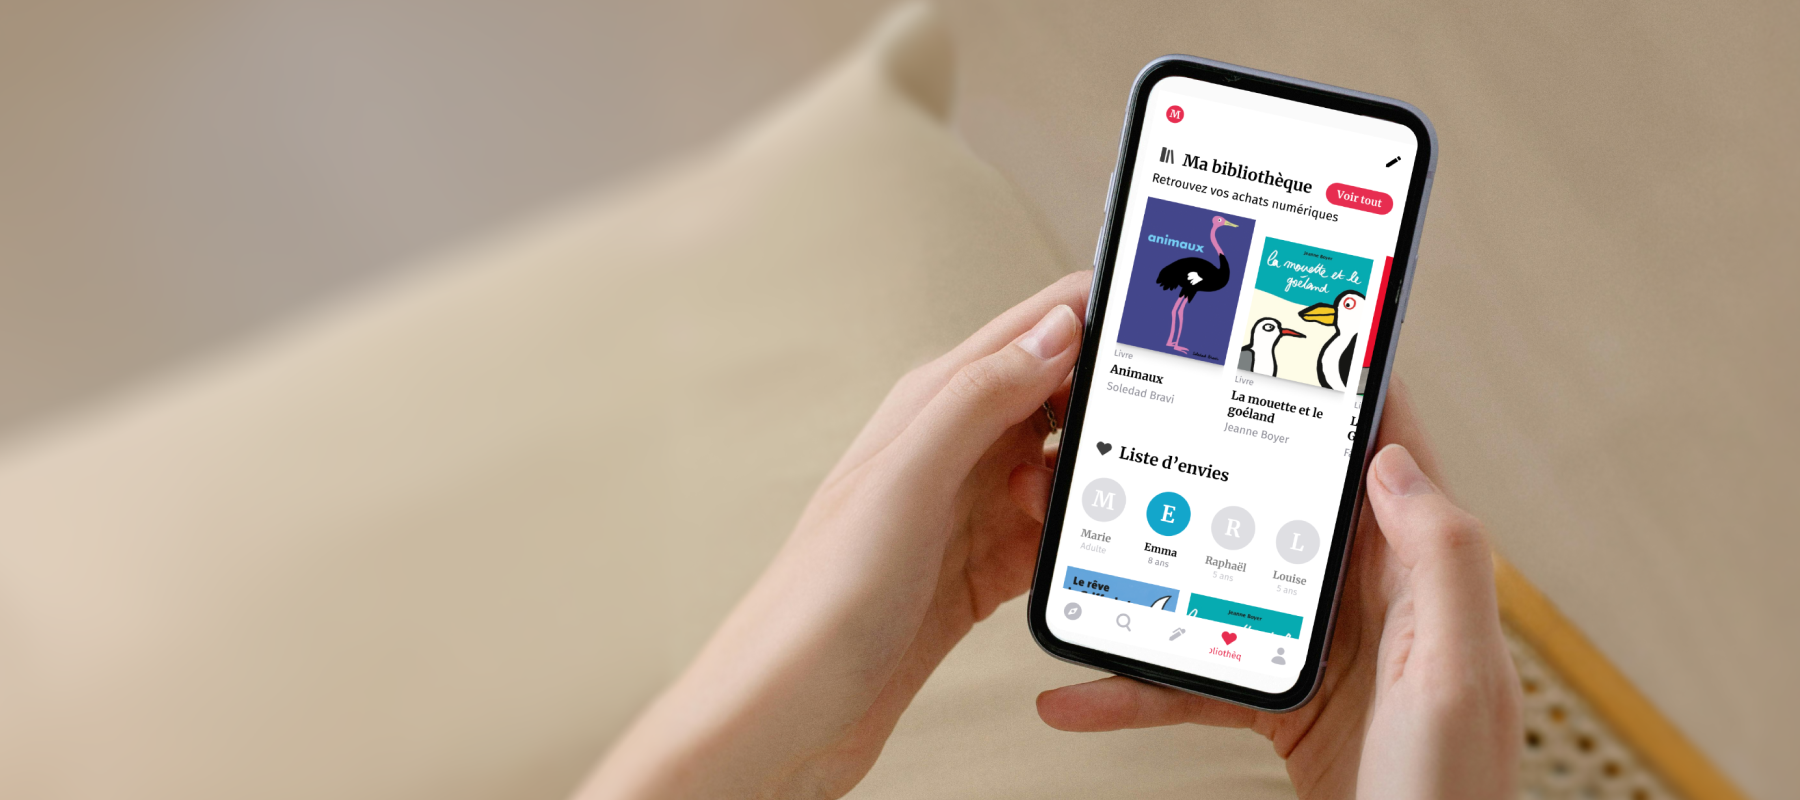 M
Ma bibliothèque
Voir tout
Retrouvez vos achats numériques
animaux
Jeanne Boyer
la mouette et le
goéland
Livre
Animaux
Soledad Bravi
Livre
La mouette et le
goéland
Jeanne Boyer
Liste d'envies
M
E
R
L
Marie
Adulte
Emma
8 ans
Raphaël
5 ans
Louise
5 ans
Le rêve
Jeanne Boyer